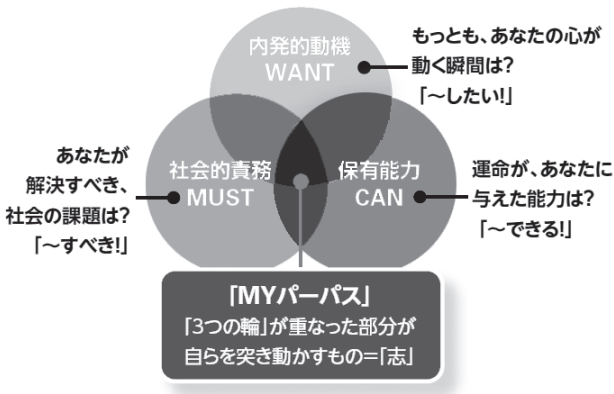 内発的動機
WANT
もっとも、あなたの心が
動く瞬間は?
「〜したい!」
あなたが
解決すべき、
社会の課題は?
「〜すべき!」
社会的責務
MUST
保有能力
CAN
運命が、あなたに
与えた能力は?
「〜できる!」
「MYパーパス」
「3つの輪」が重なった部分が
自らを突き動かすもの=「志」